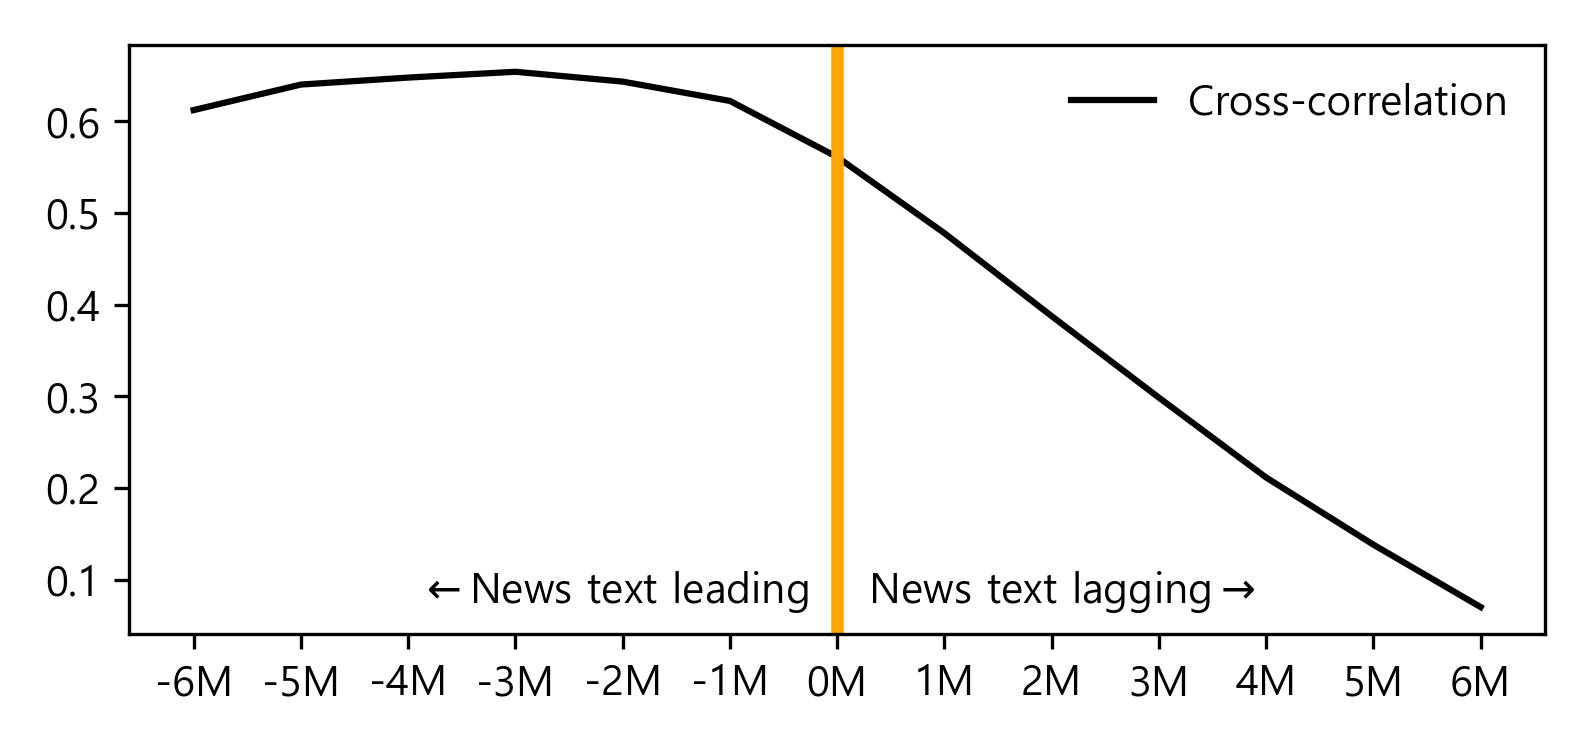 Cross-correlation
0.6
0.5
0.4
0.3
0.2
0.1
← News text leading
News text lagging →
-6M -5M -4M -3M -2M -1M 0M 1M 2M 3M 4M 5M 6M